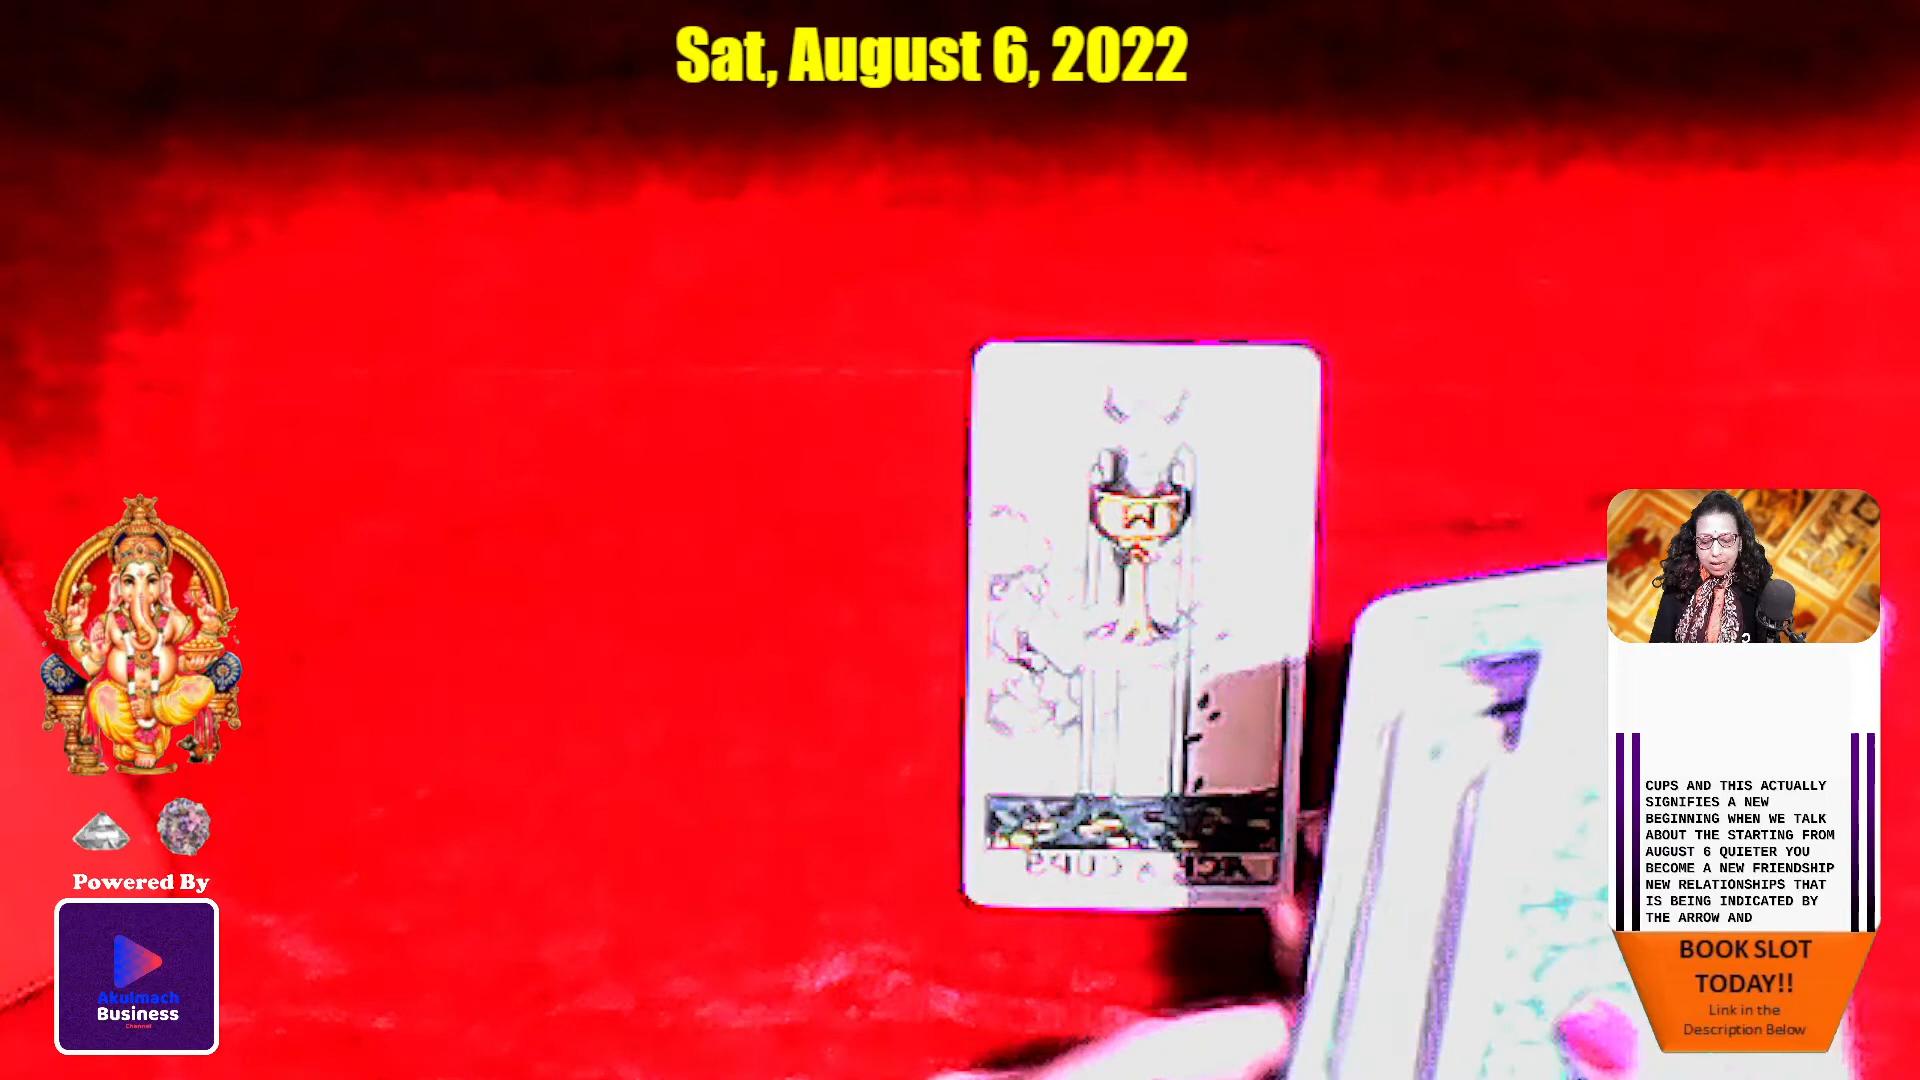 Sat, August 6, 2022
CUPS AND THIS ACTUALLY
SIGNIFIES A NEW
BEGINNING WHEN WE TALK
ABOUT THE STARTING FROM
AUGUST 6 QUIETER YOU
BECOME A NEW FRIENDSHIP
NEW RELATIONSHIPS THAT
IS BEING INDICATED BY
THE ARROW AND
BOOK SLOT
TODAY!!
Link in the
Description Below
Powered By
Akulmach
Business
Channel